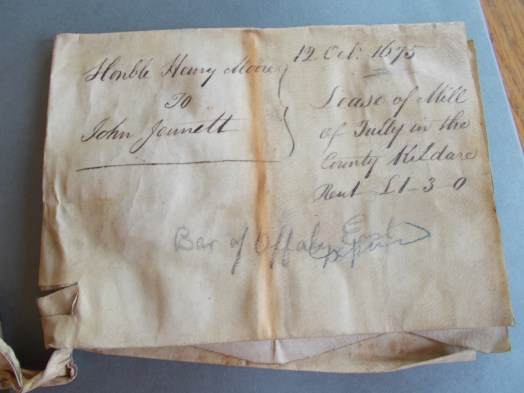 Honble Henry Moore
To
John Jennett
12 Oct: 1675
Lease of Mill
of Tully in the
County Kildare
Rent £1-3-0
Bar of Offaly East